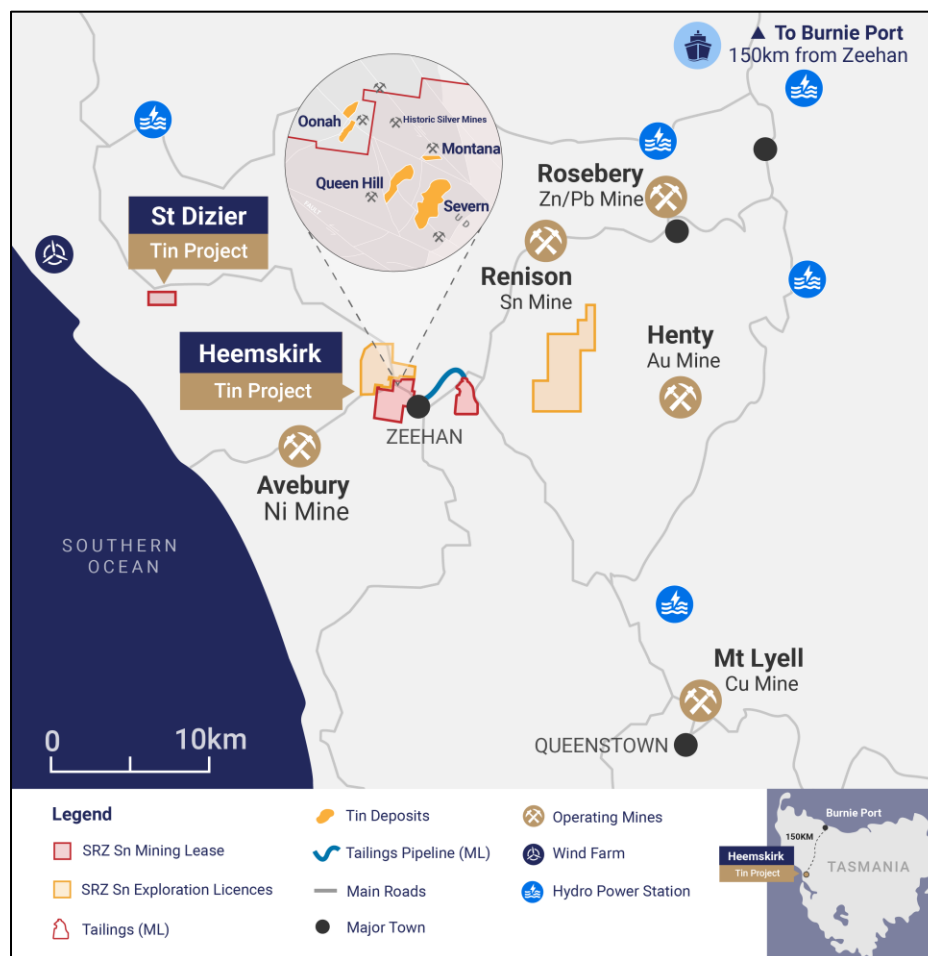 ▲ To Burnie Port
150km from Zeehan
Oonah
Historic Silver Mines
Montana
Queen Hill
Severn
U D
Rosebery
Zn/Pb Mine
St Dizier
Tin Project
Renison
Sn Mine
Heemskirk
Tin Project
Henty
Au Mine
ZEEHAN
Avebury
Ni Mine
SOUTHERN
OCEAN
Mt Lyell
Cu Mine
QUEENSTOWN
0 10km
Legend
SRZ Sn Mining Lease
SRZ Sn Exploration Licences
Tailings (ML)
Tin Deposits
Tailings Pipeline (ML)
Main Roads
Major Town
Operating Mines
Wind Farm
Hydro Power Station
Burnie Port
150KM
Heemskirk
Tin Project
TASMANIA